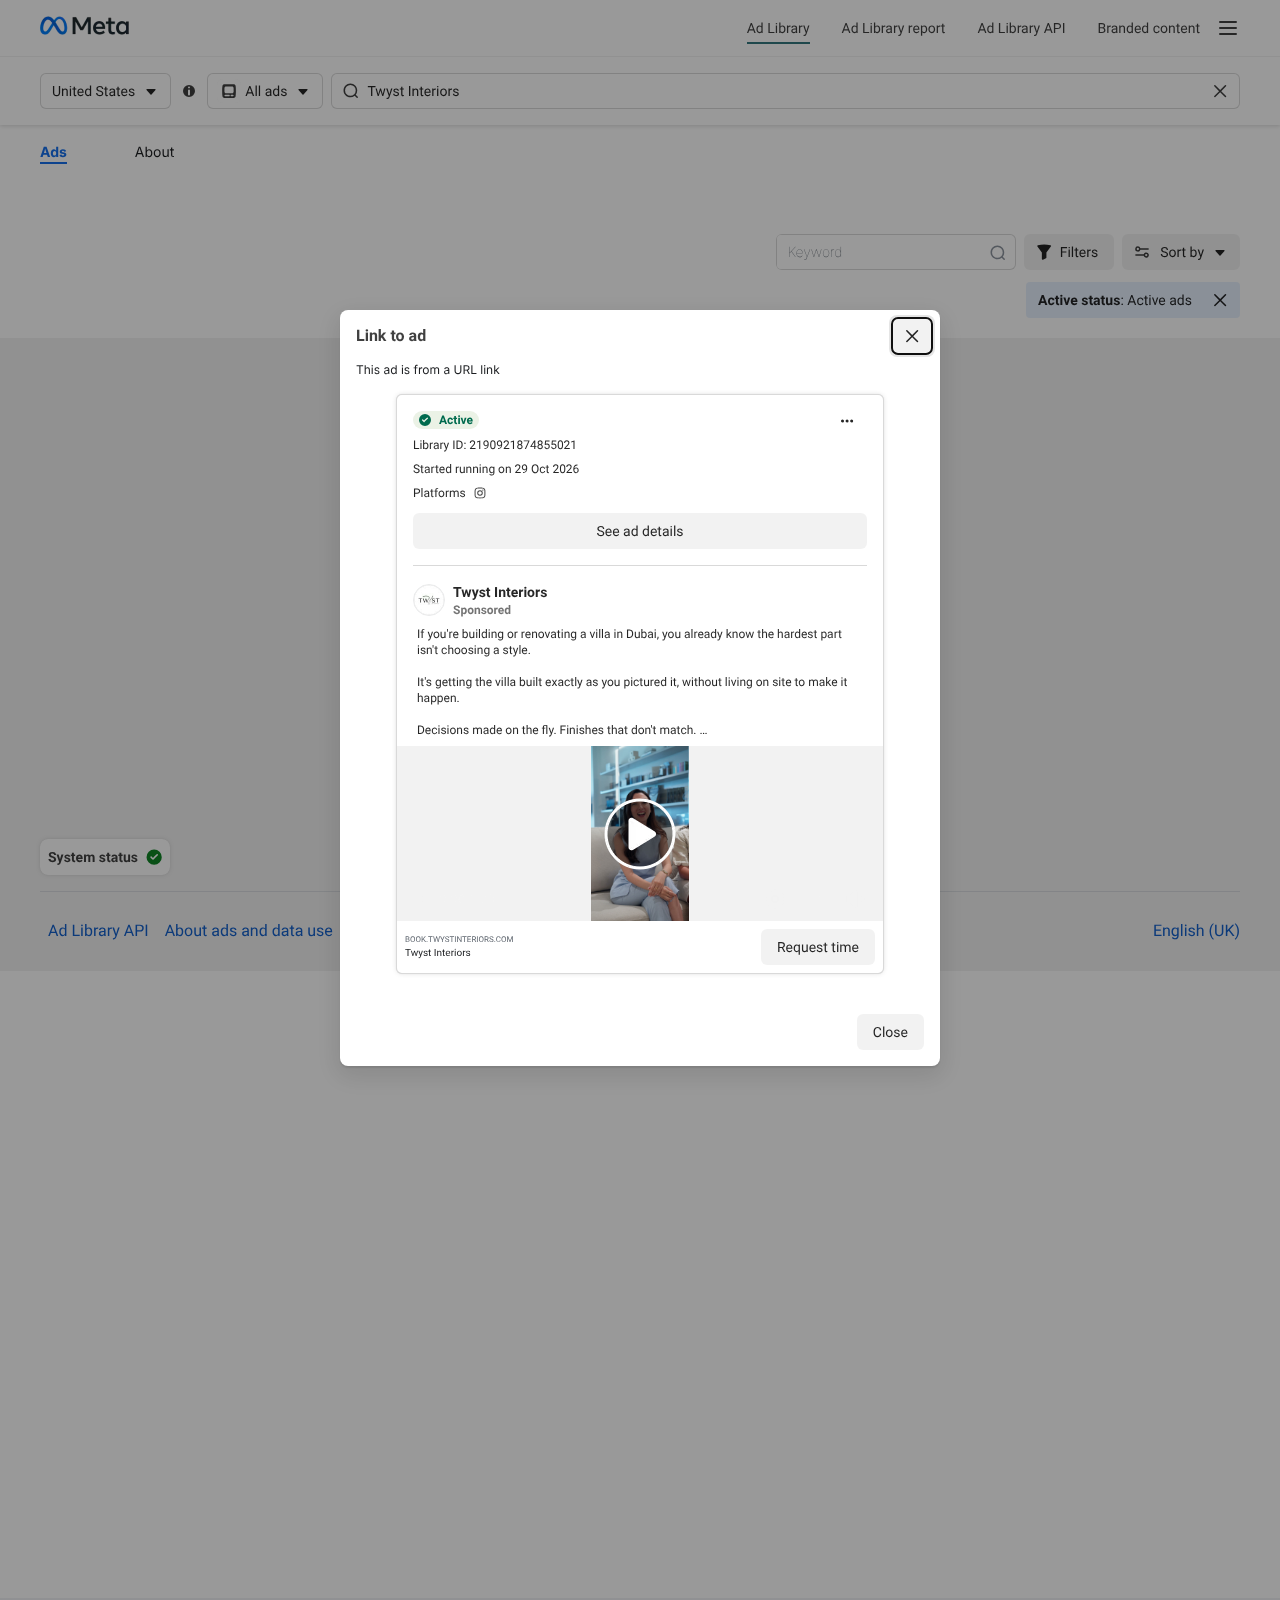 Meta
Ad Library
Ad Library report
Ad Library API
Branded content
United States
All ads
Twyst Interiors
Ads
About
Keyword
Filters
Sort by
Active status: Active ads
Link to ad
This ad is from a URL link
Active
Library ID: 2190921874855021
Started running on 29 Oct 2026
Platforms
See ad details
TWYST
Twyst Interiors
Sponsored
If you're building or renovating a villa in Dubai, you already know the hardest part
isn't choosing a style.
It's getting the villa built exactly as you pictured it, without living on site to make it
happen.
Decisions made on the fly. Finishes that don't match. ...
BOOK.TWYSTINTERIORS.COM
Twyst Interiors
Request time
System status
Ad Library API
About ads and data use
English (UK)
Close